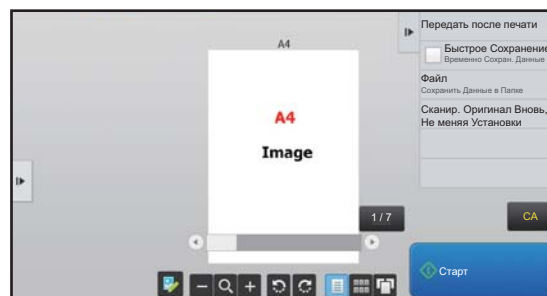 A4
A4
Image
1 / 7
Передать после печати
Быстрое Сохранение
Временно Сохран. Данные
Файл
Сохранить Данные в Папке
Сканир. Оригинал Вновь,
Не меняя Установки
CA
Старт